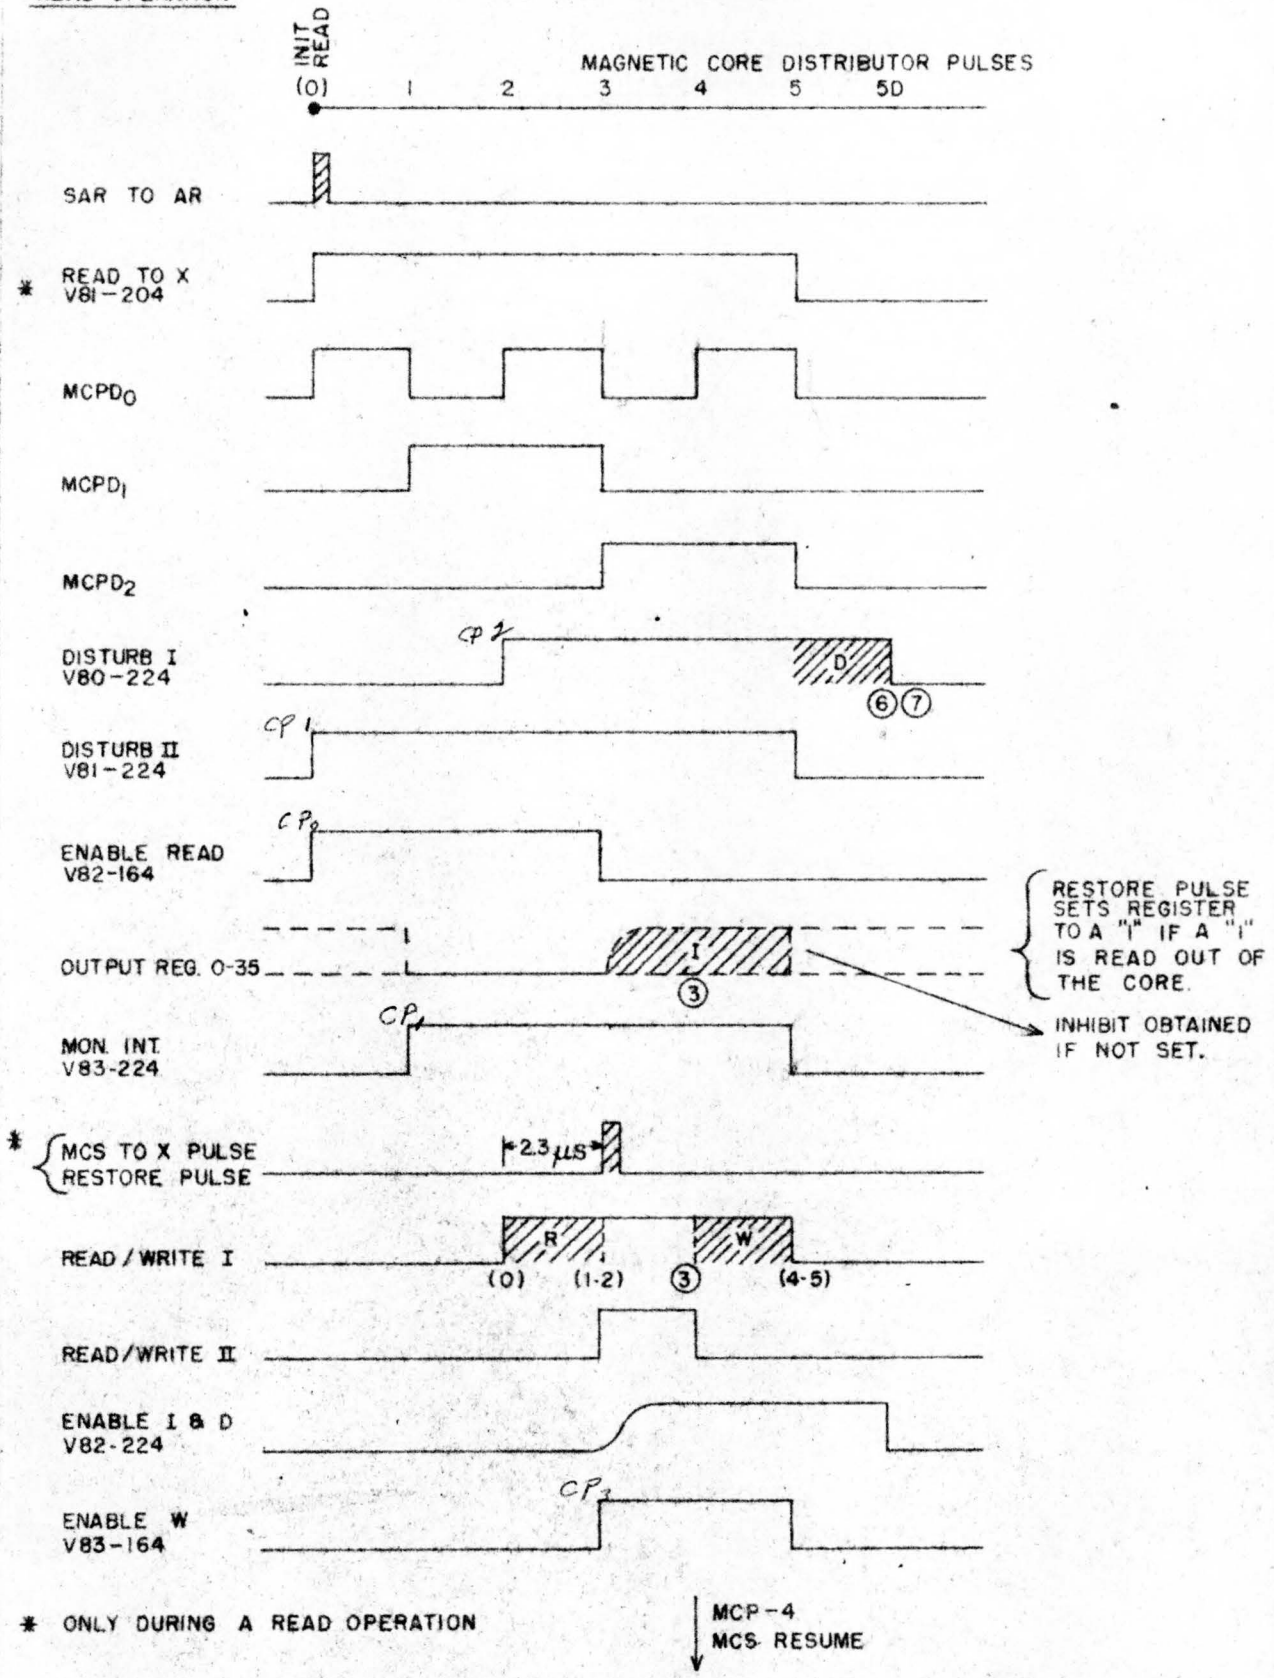 INIT
READ
MAGNETIC CORE DISTRIBUTOR PULSES
(0) 1 2 3 4 5 5D
SAR TO AR
* READ TO X
V81-204
MCPD0
MCPD1
MCPD2
CP 2
DISTURB I
V80-224
D
6 7
CP 1
DISTURB II
V81-224
CP0
ENABLE READ
V82-164
OUTPUT REG. 0-35
I
3
RESTORE PULSE
SETS REGISTER
TO A "1" IF A "1"
IS READ OUT OF
THE CORE.
INHIBIT OBTAINED
IF NOT SET.
CP1
MON. INT.
V83-224
* MCS TO X PULSE
RESTORE PULSE
2.3 μS
READ/WRITE I
R W
(0) (1-2) 3 (4-5)
READ/WRITE II
ENABLE I & D
V82-224
CP3
ENABLE W
V83-164
* ONLY DURING A READ OPERATION
MCP-4
MCS RESUME